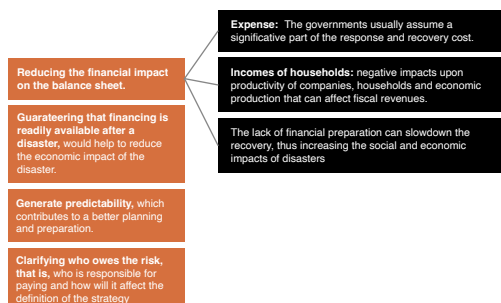 Expense: The governments usually assume a
significative part of the response and recovery cost.
Reducing the financial impact
on the balance sheet.
Incomes of households: negative impacts upon
productivity of companies, households and economic
production that can affect fiscal revenues.
Guarateering that financing is
readily available after a
disaster, would help to reduce
the economic impact of the
disaster.
The lack of financial preparation can slowdown the
recovery, thus increasing the social and economic
impacts of disasters
Generate predictability, which
contributes to a better planning
and preparation.
Clarifying who owes the risk,
that is, who is responsible for
paying and how will it affect the
definition of the strategy